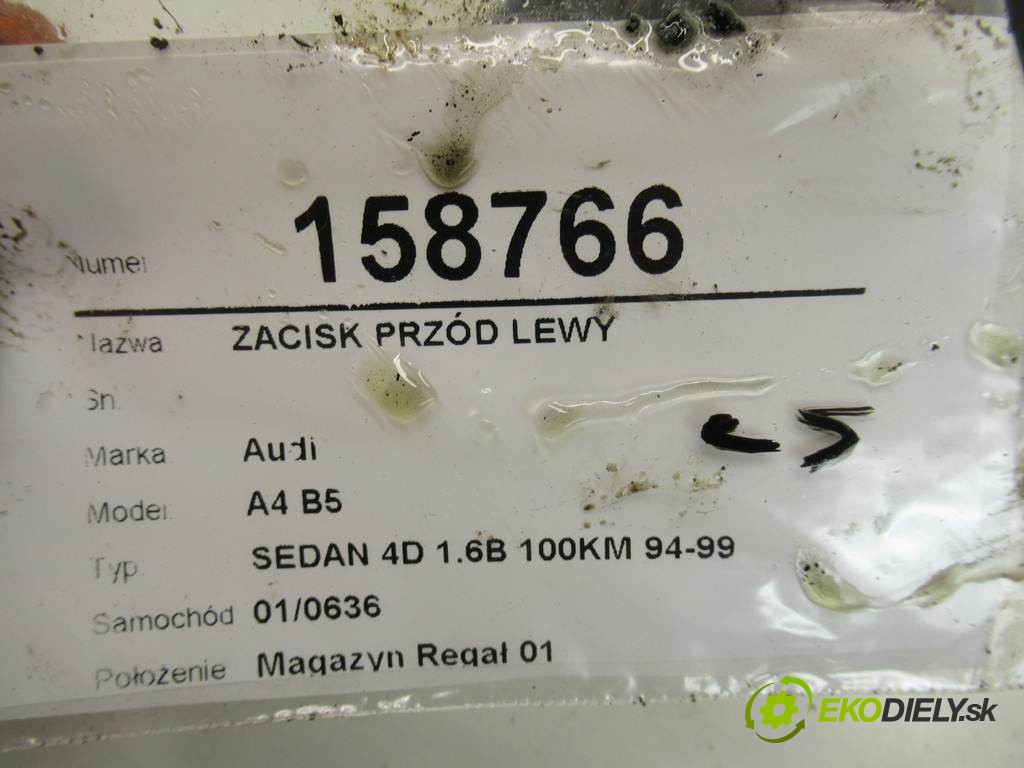 Numer 158766
Nazwa ZACISK PRZÓD LEWY
Sn.
Marka Audi
Model A4 B5
Typ. SEDAN 4D 1.6B 100KM 94-99
Samochód 01/0636
Położenie Magazyn Regał 01
EKODIELY.sk